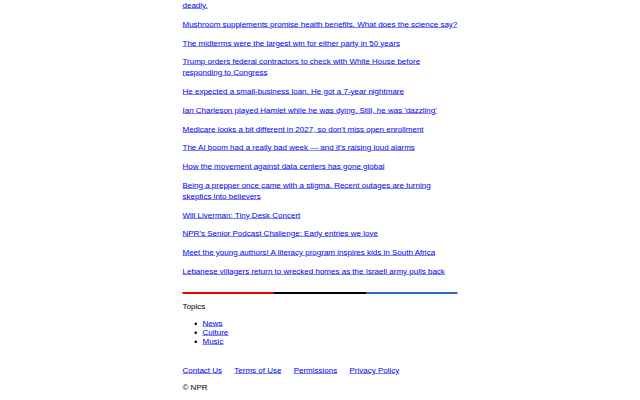 deadly.
Mushroom supplements promise health benefits. What does the science say?
The midterms were the largest win for either party in 50 years
Trump orders federal contractors to check with White House before
responding to Congress
He expected a small-business loan. He got a 7-year nightmare
Ian Charleson played Hamlet while he was dying. Still, he was 'dazzling'
Medicare looks a bit different in 2027, so don't miss open enrollment
The AI boom had a really bad week — and it's raising loud alarms
How the movement against data centers has gone global
Being a prepper once came with a stigma. Recent outages are turning
skeptics into believers
Will Liverman: Tiny Desk Concert
NPR's Senior Podcast Challenge: Early entries we love
Meet the young authors! A literacy program inspires kids in South Africa
Lebanese villagers return to wrecked homes as the Israeli army pulls back
Topics
News
Culture
Music
Contact Us Terms of Use Permissions Privacy Policy
© NPR